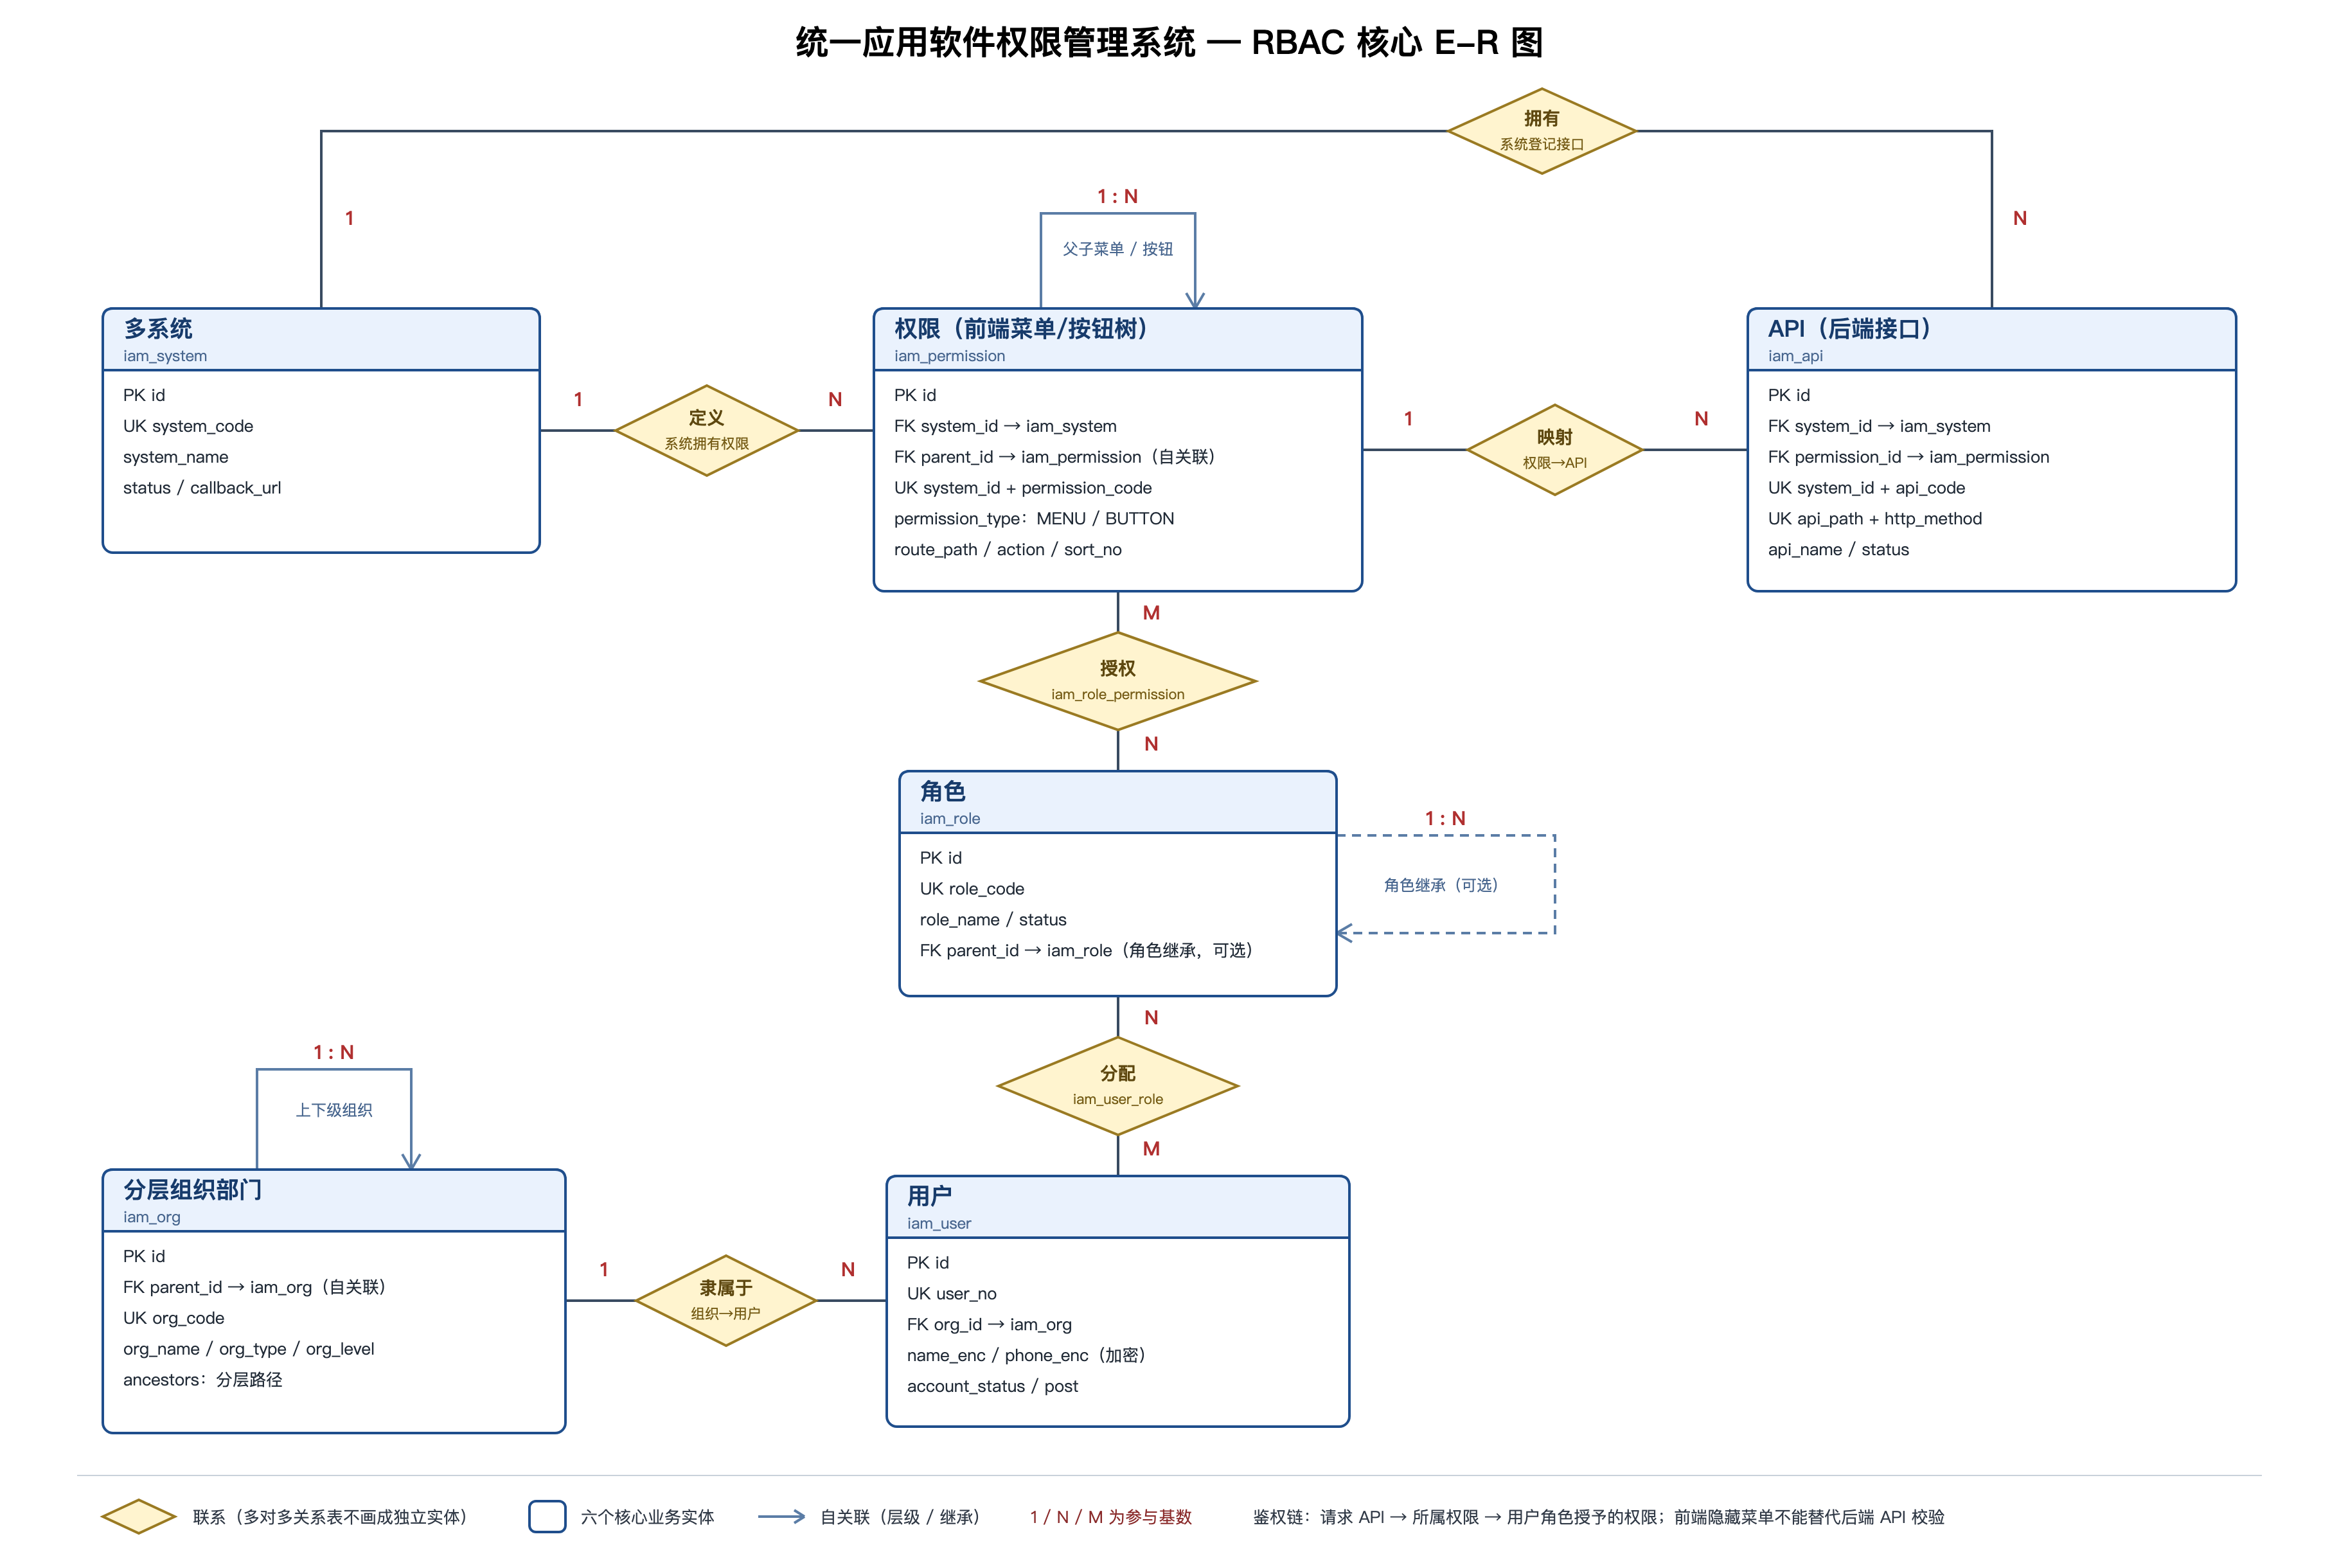 统一应用软件权限管理系统 — RBAC 核心 E-R 图
拥有
系统登记接口
1
N
1 : N
父子菜单 / 按钮
多系统
iam_system
PK id
UK system_code
system_name
status / callback_url
1
定义
系统拥有权限
N
权限（前端菜单/按钮树）
iam_permission
PK id
FK system_id → iam_system
FK parent_id → iam_permission（自关联）
UK system_id + permission_code
permission_type：MENU / BUTTON
route_path / action / sort_no
1
映射
权限→API
N
API（后端接口）
iam_api
PK id
FK system_id → iam_system
FK permission_id → iam_permission
UK system_id + api_code
UK api_path + http_method
api_name / status
M
授权
iam_role_permission
N
角色
iam_role
PK id
UK role_code
role_name / status
FK parent_id → iam_role（角色继承，可选）
1 : N
角色继承（可选）
N
分配
iam_user_role
M
1 : N
上下级组织
分层组织部门
iam_org
PK id
FK parent_id → iam_org（自关联）
UK org_code
org_name / org_type / org_level
ancestors：分层路径
1
隶属于
组织→用户
N
用户
iam_user
PK id
UK user_no
FK org_id → iam_org
name_enc / phone_enc（加密）
account_status / post
联系（多对多关系表不画成独立实体）
六个核心业务实体
自关联（层级 / 继承）
1 / N / M 为参与基数
鉴权链：请求 API → 所属权限 → 用户角色授予的权限；前端隐藏菜单不能替代后端 API 校验